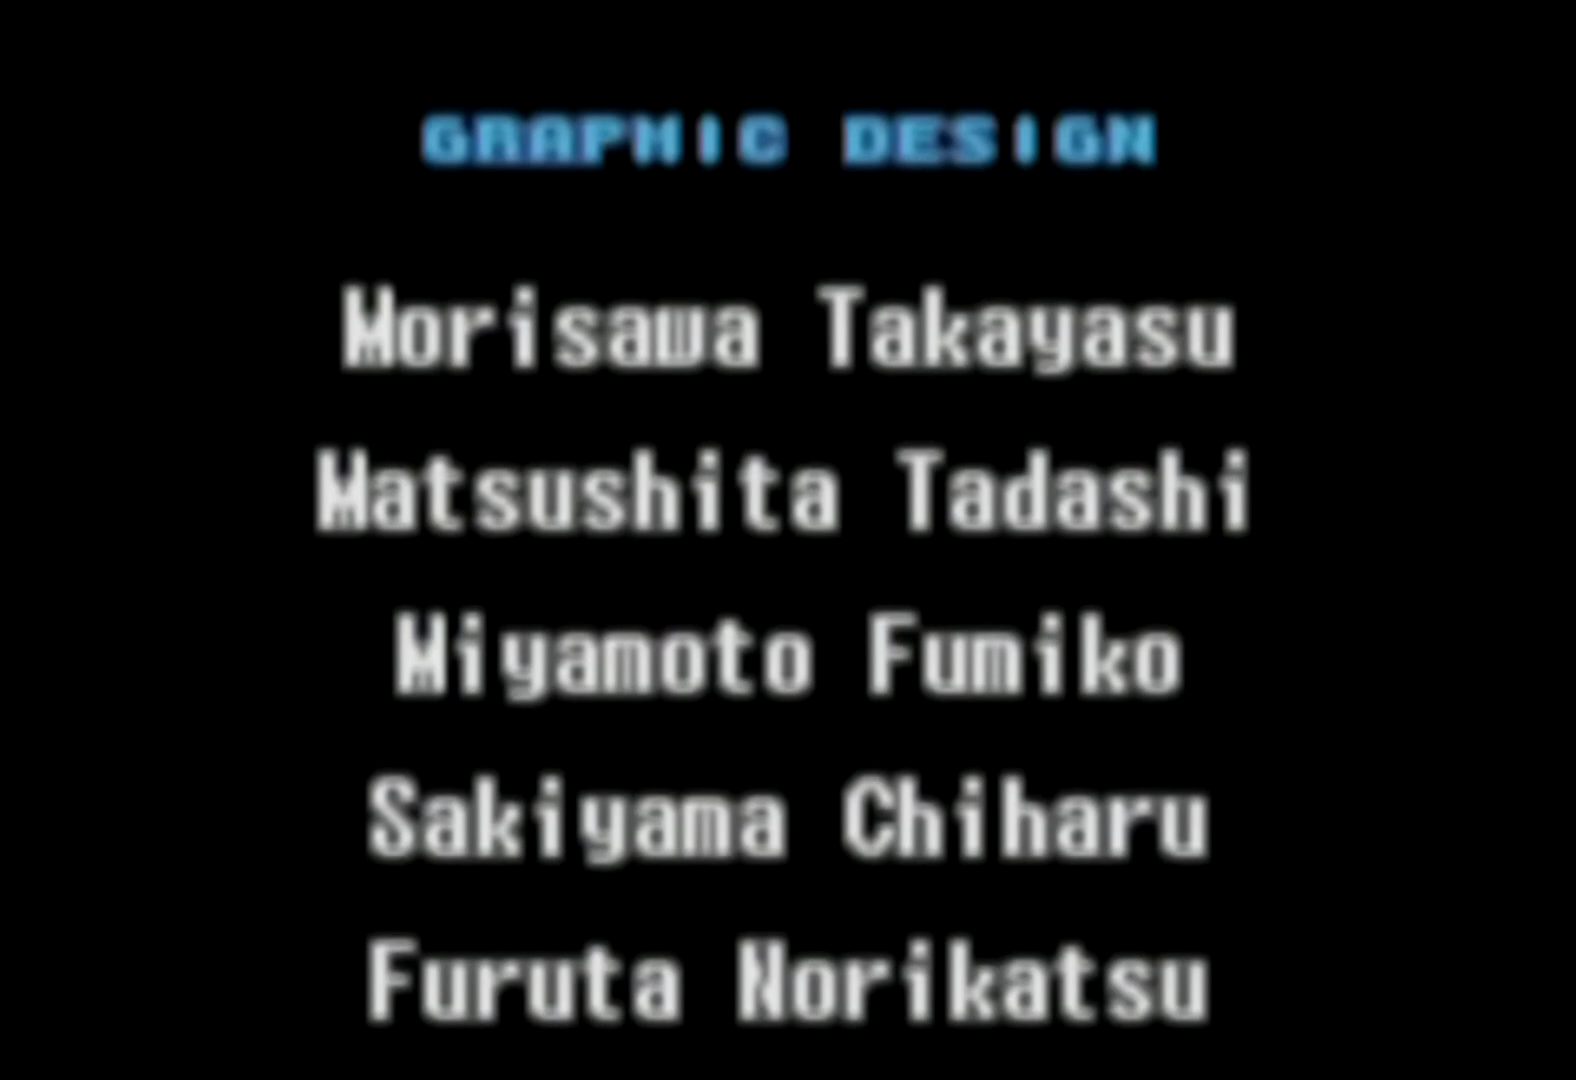 GRAPHIC DESIGN
Morisawa Takayasu
Matsushita Tadashi
Miyamoto Fumiko
Sakiyama Chiharu
Furuta Norikatsu